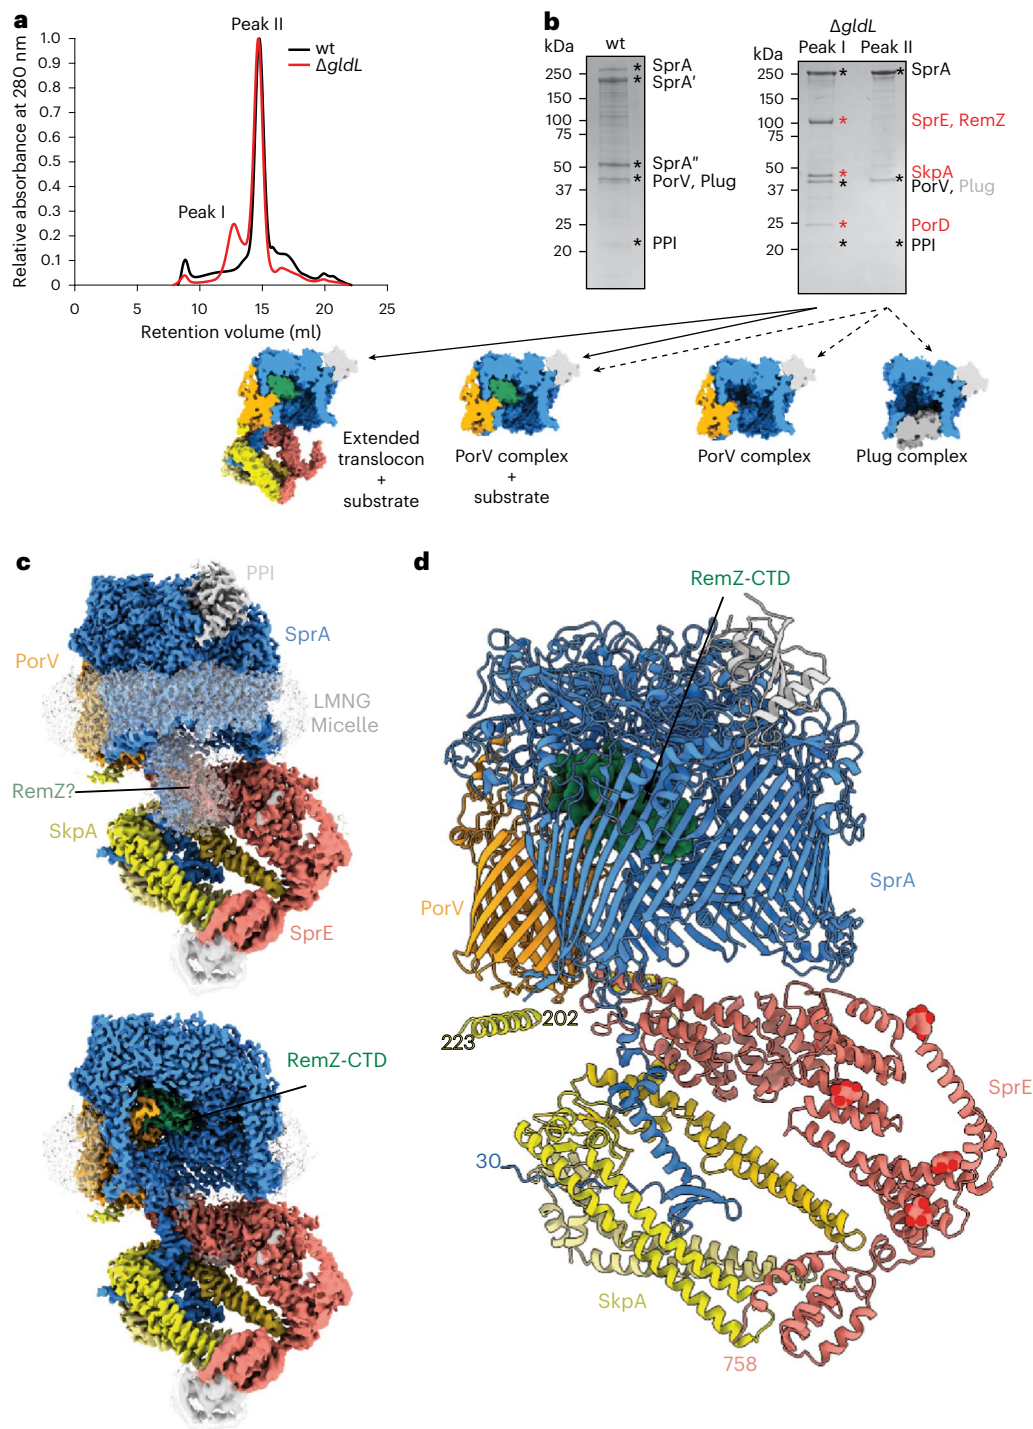 a
Peak II
Relative absorbance at 280 nm
1.0
0.9
0.8
0.7
0.6
0.5
0.4
0.3
0.2
0.1
0
wt
ΔgldL
Peak I
0 5 10 15 20 25
Retention volume (ml)
b
kDa
wt
250
150
100
75
50
37
25
20
* SprA
* SprA′
* SprA″
* PorV, Plug
* PPI
ΔgldL
kDa
Peak I Peak II
250
150
100
75
50
37
25
20
* * SprA
* SprE, RemZ
* SkpA
* * PorV, Plug
* PorD
* * PPI
Extended
translocon
+
substrate
PorV complex
+
substrate
PorV complex
Plug complex
c
PPI
SprA
PorV
LMNG
Micelle
RemZ?
SkpA
SprE
RemZ-CTD
d
RemZ-CTD
SprA
PorV
202
223
SprE
30
SkpA
758